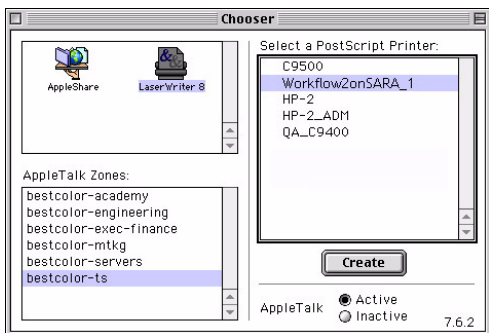 Chooser
AppleShare
LaserWriter 8
Select a PostScript Printer:
C9500
Workflow2onSARA_1
HP-2
HP-2_ADM
QA_C9400
AppleTalk Zones:
bestcolor-academy
bestcolor-engineering
bestcolor-exec-finance
bestcolor-mtkg
bestcolor-servers
bestcolor-ts
Create
AppleTalk
Active
Inactive
7.6.2